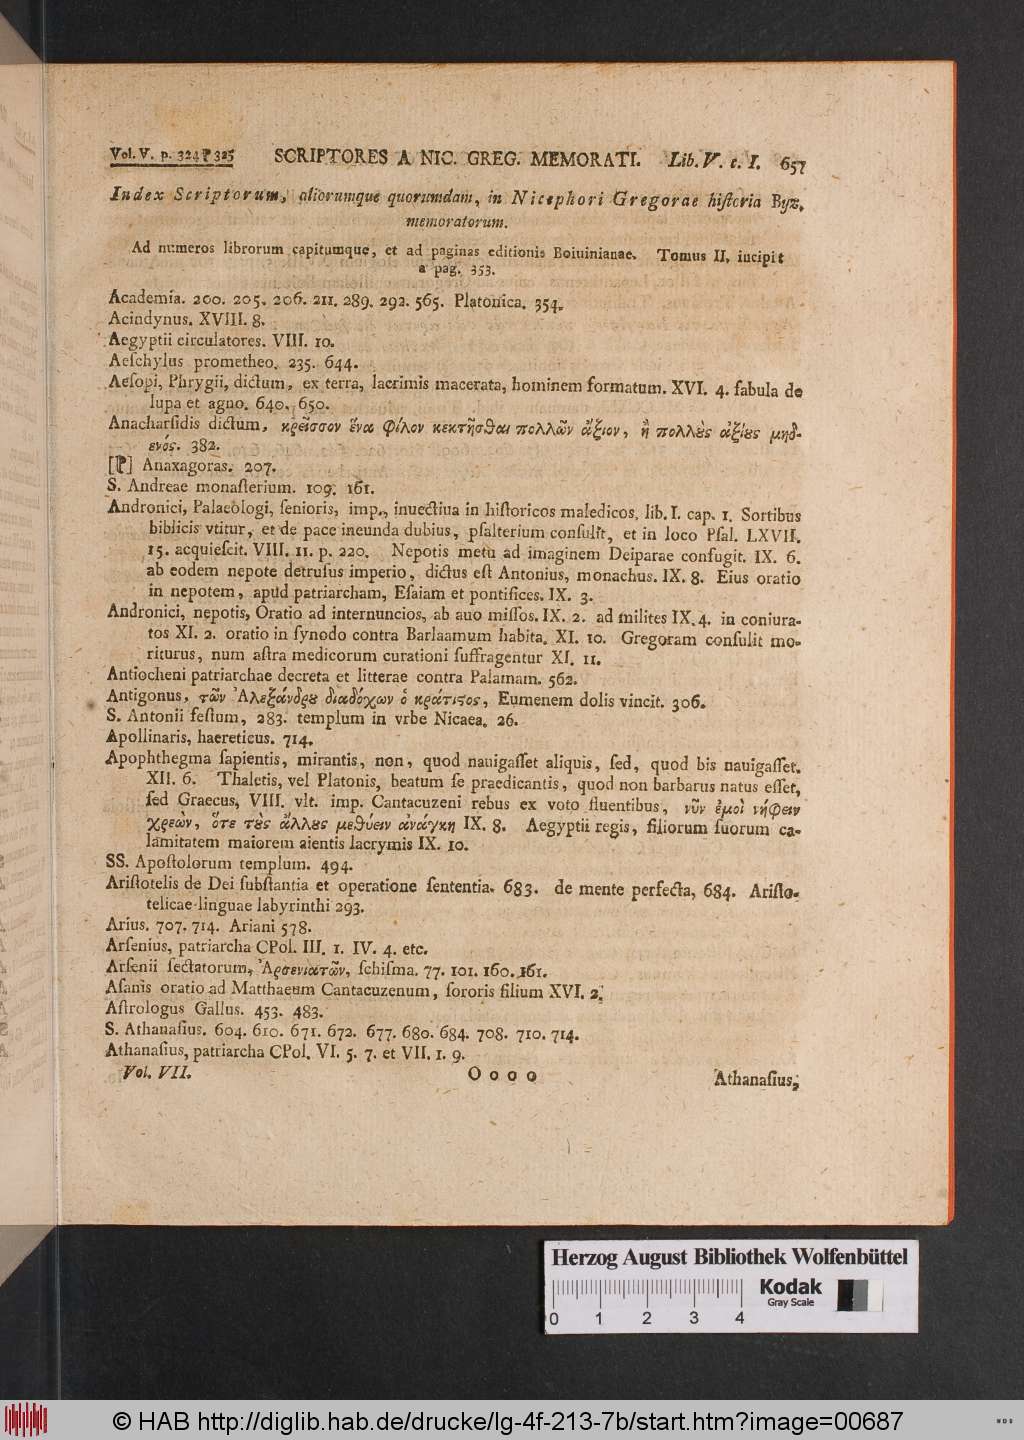 Vol. V. p. 324 ⁋ 325 SCRIPTORES A NIC. GREG. MEMORATI. Lib. V. c. I. 657
Index Scriptorum, aliorumque quorumdam, in Nicephori Gregorae historia Byz.
memoratorum.
Ad numeros librorum capitumque, et ad paginas editionis Boiuinianae. Tomus II. incipit
a pag. 353.
Academia. 200. 205. 206. 211. 289. 292. 565. Platonica. 354.
Acindynus. XVIII. 8.
Aegyptii circulatores. VIII. 10.
Aeſchylus prometheo. 235. 644.
Aeſopi, Phrygii, dictum, ex terra, lacrimis macerata, hominem formatum. XVI. 4. fabula de
lupa et agno. 640. 650.
Anacharſidis dictum, κρεῖσσον ἕνα φίλον κεκτῆσθαι πολλῶν ἄξιον, ἢ πολλȣ̀ς ἀξίȣς μηδ-
ενός. 382.
[⁋] Anaxagoras. 207.
S. Andreae monaſterium. 109. 161.
Andronici, Palaeologi, ſenioris, imp., inuectiua in hiſtoricos maledicos, lib. I. cap. 1. Sortibus
biblicis vtitur, et de pace ineunda dubius, pſalterium conſulit, et in loco Pſal. LXVII.
15. acquieſcit. VIII. 11. p. 220. Nepotis metu ad imaginem Deiparae confugit. IX. 6.
ab eodem nepote detruſus imperio, dictus eſt Antonius, monachus. IX. 8. Eius oratio
in nepotem, apud patriarcham, Eſaiam et pontifices. IX. 3.
Andronici, nepotis, Oratio ad internuncios, ab auo miſſos. IX. 2. ad milites IX. 4. in coniura-
tos XI. 2. oratio in ſynodo contra Barlaamum habita. XI. 10. Gregoram conſulit mo-
riturus, num aſtra medicorum curationi ſuffragentur XI. 11.
Antiocheni patriarchae decreta et litterae contra Palamam. 562.
Antigonus, τῶν Ἀλεξάνδρȣ διαδόχων ὁ κράτιϛος, Eumenem dolis vincit. 306.
S. Antonii feſtum, 283. templum in vrbe Nicaea. 26.
Apollinaris, haereticus. 714.
Apophthegma ſapientis, mirantis, non, quod nauigaſſet aliquis, ſed, quod bis nauigaſſet.
XII. 6. Thaletis, vel Platonis, beatum ſe praedicantis, quod non barbarus natus eſſet,
ſed Graecus, VIII. vlt. imp. Cantacuzeni rebus ex voto fluentibus, νῦν ἐμοὶ νήφειν
χρεὼν, ὅτε τȣ̀ς ἄλλȣς μεθύειν ἀνάγκη IX. 8. Aegyptii regis, filiorum ſuorum ca-
lamitatem maiorem aientis lacrymis IX. 10.
SS. Apoſtolorum templum. 494.
Ariſtotelis de Dei ſubſtantia et operatione ſententia. 683. de mente perfecta, 684. Ariſto-
telicae linguae labyrinthi 293.
Arius. 707. 714. Ariani 578.
Arſenius, patriarcha CPol. III. 1. IV. 4. etc.
Arſenii ſectatorum, Ἀρσενιατῶν, ſchiſma. 77. 101. 160. 161.
Aſanis oratio ad Matthaeum Cantacuzenum, ſororis filium XVI. 2.
Aſtrologus Gallus. 453. 483.
S. Athanaſius. 604. 610. 671. 672. 677. 680. 684. 708. 710. 714.
Athanaſius, patriarcha CPol. VI. 5. 7. et VII. 1. 9.
Vol. VII. O o o o Athanaſius,
Herzog August Bibliothek Wolfenbüttel
Kodak
Gray Scale
0 1 2 3 4
© HAB http://diglib.hab.de/drucke/lg-4f-213-7b/start.htm?image=00687